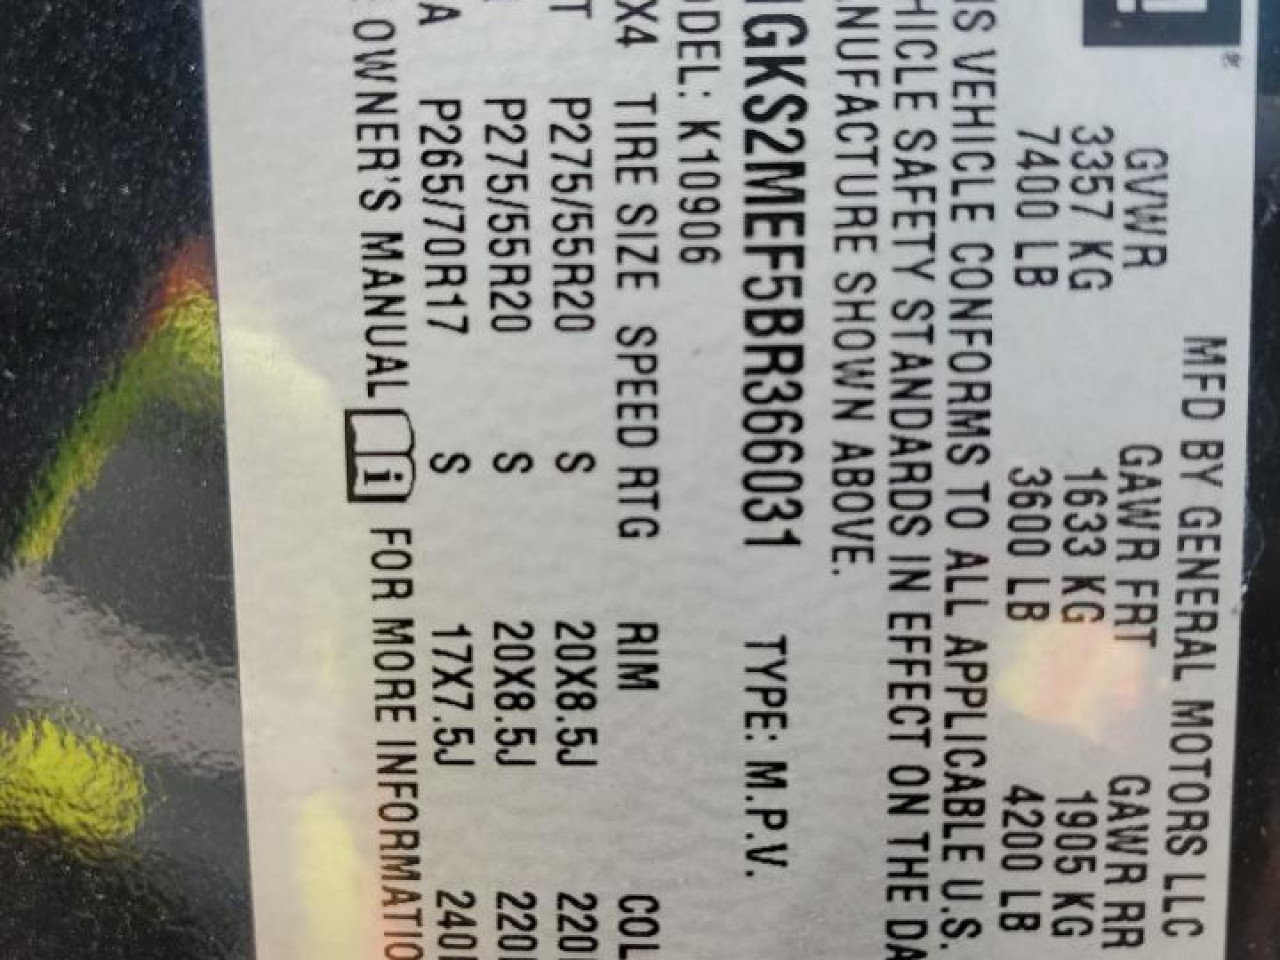 MFD BY GENERAL MOTORS LLC
GVWR GAWR FRT GAWR RR
3357 KG 1633 KG 1905 KG
7400 LB 3600 LB 4200 LB
IS VEHICLE CONFORMS TO ALL APPLICABLE U.S.
HICLE SAFETY STANDARDS IN EFFECT ON THE DA
NUFACTURE SHOWN ABOVE.
1GKS2MEF5BR366031 TYPE: M.P.V.
ODEL: K10906
X4 TIRE SIZE SPEED RTG RIM COL
T P275/55R20 S 20X8.5J 220
P275/55R20 S 20X8.5J 220
A P265/70R17 S 17X7.5J 240
OWNER'S MANUAL i FOR MORE INFORMATIO